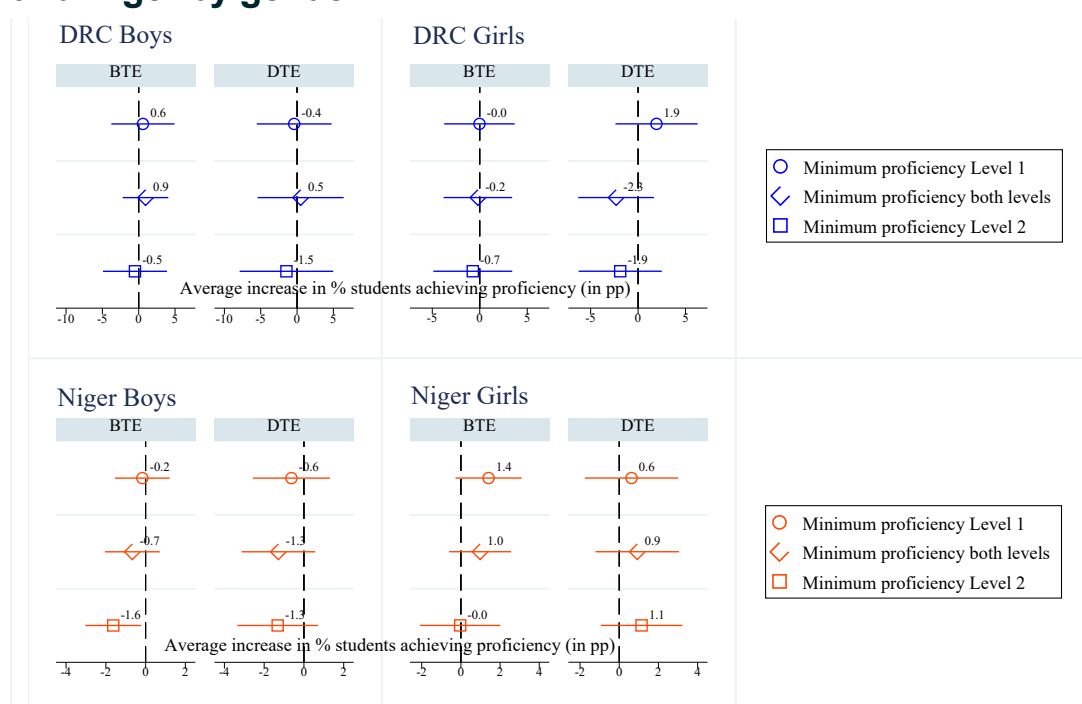 DRC Boys
BTE DTE
0.6 -0.4
0.9 0.5
-0.5 -1.5
-10 -5 0 5 -10 -5 0 5
DRC Girls
BTE DTE
-0.0 1.9
-0.2 -2.3
-0.7 -1.9
Average increase in % students achieving proficiency (in pp)
-5 0 5 -5 0 5
Minimum proficiency Level 1
Minimum proficiency both levels
Minimum proficiency Level 2
Niger Boys
BTE DTE
-0.2 -0.6
-0.7 -1.3
-1.6 -1.3
-4 -2 0 2 -4 -2 0 2
Niger Girls
BTE DTE
1.4 0.6
1.0 0.9
-0.0 1.1
Average increase in % students achieving proficiency (in pp)
-2 0 2 4 -2 0 2 4
Minimum proficiency Level 1
Minimum proficiency both levels
Minimum proficiency Level 2